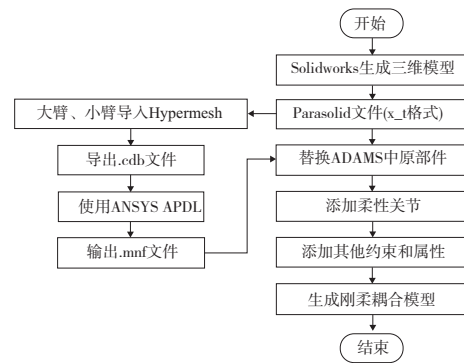 开始
Solidworks生成三维模型
大臂、小臂导入Hypermesh
Parasolid文件(x_t格式)
导出.cdb文件
替换ADAMS中原部件
使用ANSYS APDL
添加柔性关节
输出.mnf文件
添加其他约束和属性
生成刚柔耦合模型
结束